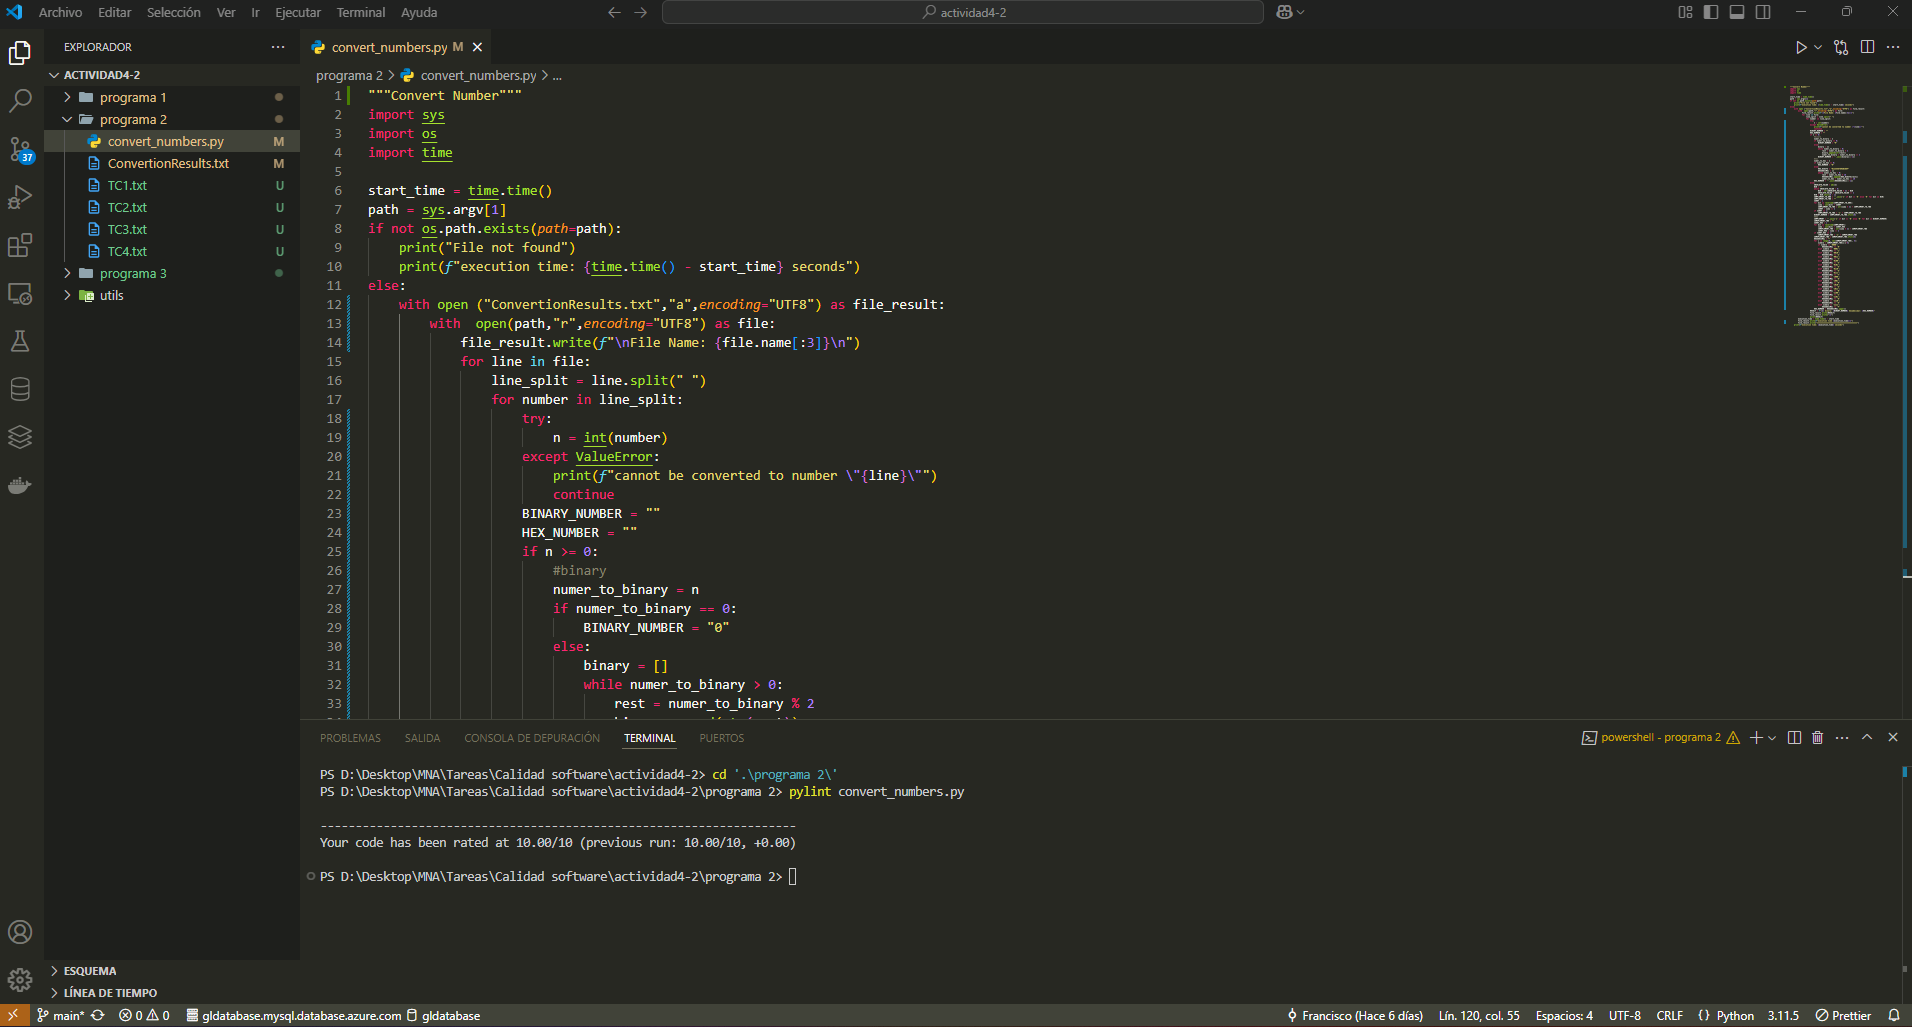 Archivo Editar Selección Ver Ir Ejecutar Terminal Ayuda
actividad4-2
EXPLORADOR
ACTIVIDAD4-2
programa 1
programa 2
convert_numbers.py M
ConvertionResults.txt M
TC1.txt U
TC2.txt U
TC3.txt U
TC4.txt U
programa 3
utils
ESQUEMA
LÍNEA DE TIEMPO
37
convert_numbers.py M
programa 2 > convert_numbers.py > ...
1 """Convert Number"""
2 import sys
3 import os
4 import time
5
6 start_time = time.time()
7 path = sys.argv[1]
8 if not os.path.exists(path=path):
9     print("File not found")
10     print(f"execution time: {time.time() - start_time} seconds")
11 else:
12     with open ("ConvertionResults.txt","a",encoding="UTF8") as file_result:
13         with  open(path,"r",encoding="UTF8") as file:
14             file_result.write(f"\nFile Name: {file.name[:3]}\n")
15             for line in file:
16                 line_split = line.split(" ")
17                 for number in line_split:
18                     try:
19                         n = int(number)
20                     except ValueError:
21                         print(f"cannot be converted to number \"{line}\"")
22                         continue
23                     BINARY_NUMBER = ""
24                     HEX_NUMBER = ""
25                     if n >= 0:
26                         #binary
27                         numer_to_binary = n
28                         if numer_to_binary == 0:
29                             BINARY_NUMBER = "0"
30                         else:
31                             binary = []
32                             while numer_to_binary > 0:
33                                 rest = numer_to_binary % 2
PROBLEMAS SALIDA CONSOLA DE DEPURACIÓN TERMINAL PUERTOS
powershell - programa 2
PS D:\Desktop\MNA\Tareas\Calidad software\actividad4-2> cd '.\programa 2\'
PS D:\Desktop\MNA\Tareas\Calidad software\actividad4-2\programa 2> pylint convert_numbers.py
--------------------------------------------------------------------
Your code has been rated at 10.00/10 (previous run: 10.00/10, +0.00)
PS D:\Desktop\MNA\Tareas\Calidad software\actividad4-2\programa 2>
main* 0 0 gldatabase.mysql.database.azure.com gldatabase Francisco (Hace 6 días) Lín. 120, col. 55 Espacios: 4 UTF-8 CRLF Python 3.11.5 Prettier